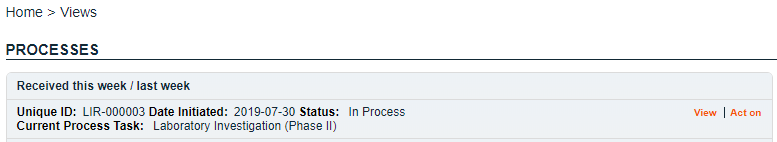 Home > Views
PROCESSES
Received this week / last week
Unique ID: LIR-000003 Date Initiated: 2019-07-30 Status: In Process
View | Act on
Current Process Task: Laboratory Investigation (Phase II)